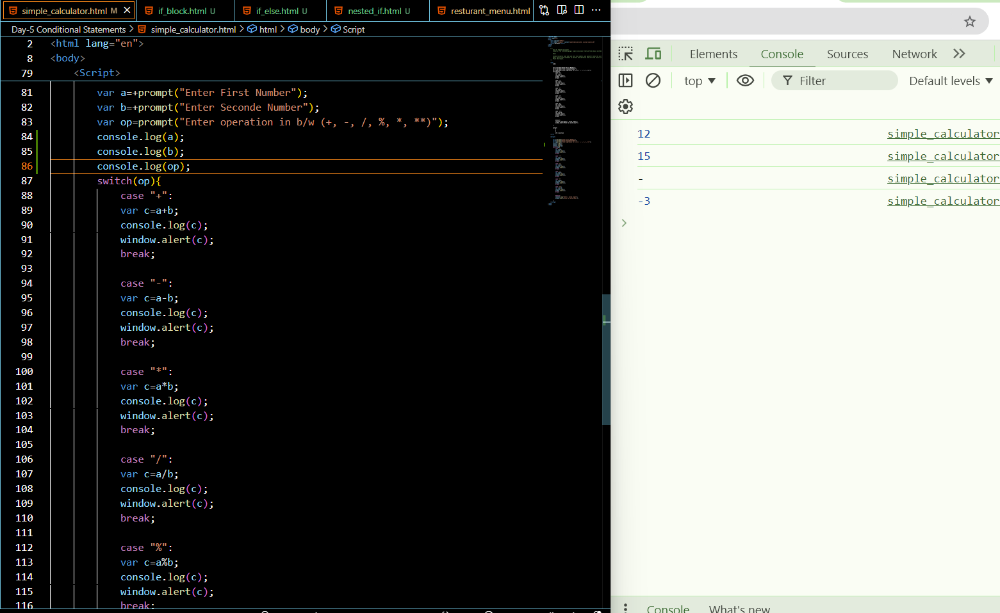 simple_calculator.html M
if_block.html U
if_else.html U
nested_if.html U
resturant_menu.html
Day-5 Conditional Statements > simple_calculator.html > html > body > Script
2 <html lang="en">
8 <body>
79 <Script>
81 var a=+prompt("Enter First Number");
82 var b=+prompt("Enter Seconde Number");
83 var op=prompt("Enter operation in b/w (+, -, /, %, *, **)");
84 console.log(a);
85 console.log(b);
86 console.log(op);
87 switch(op){
88 case "+":
89 var c=a+b;
90 console.log(c);
91 window.alert(c);
92 break;
93
94 case "-":
95 var c=a-b;
96 console.log(c);
97 window.alert(c);
98 break;
99
100 case "*":
101 var c=a*b;
102 console.log(c);
103 window.alert(c);
104 break;
105
106 case "/":
107 var c=a/b;
108 console.log(c);
109 window.alert(c);
110 break;
111
112 case "%":
113 var c=a%b;
114 console.log(c);
115 window.alert(c);
116 break;
Elements
Console
Sources
Network
top
Filter
Default levels
12 simple_calculator
15 simple_calculator
- simple_calculator
-3 simple_calculator
Console
What's new